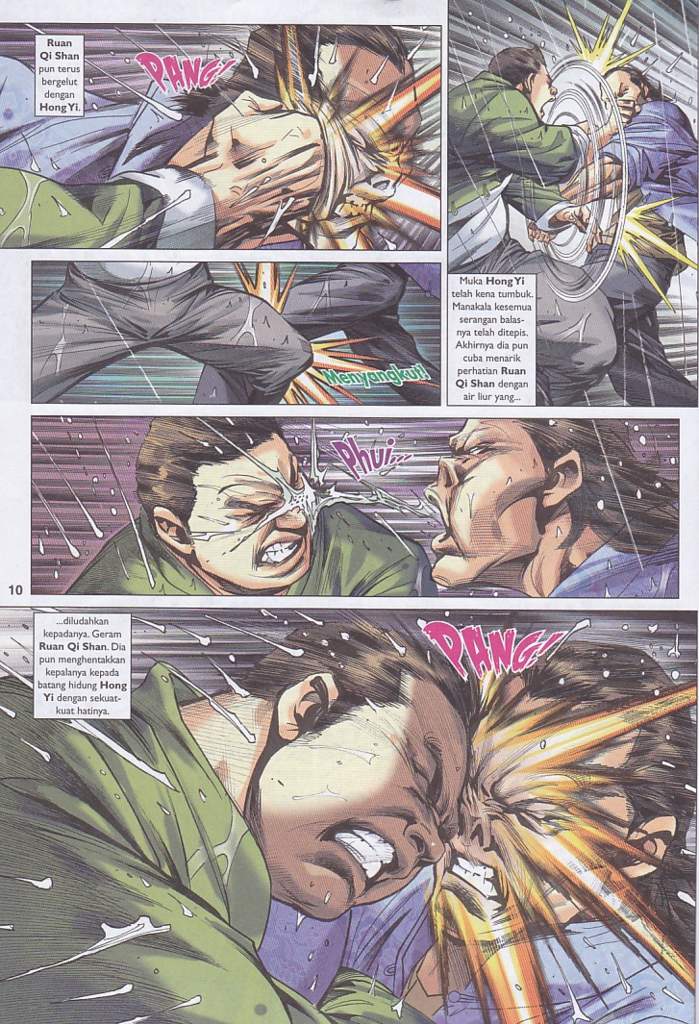 Ruan
Qi Shan
pun terus
bergelut
dengan
Hong Yi.
PANG!
Muka Hong Yi
telah kena tumbuk.
Manakala kesemua
serangan balas-
nya telah ditepis.
Akhirnya dia pun
cuba menarik
perhatian Ruan
Qi Shan dengan
air liur yang...
Menyangkut!
Phui...
10
...diludahkan
kepadanya. Geram
Ruan Qi Shan. Dia
pun menghentakkan
kepalanya kepada
batang hidung Hong
Yi dengan sekuat-
kuat hatinya.
PANG!